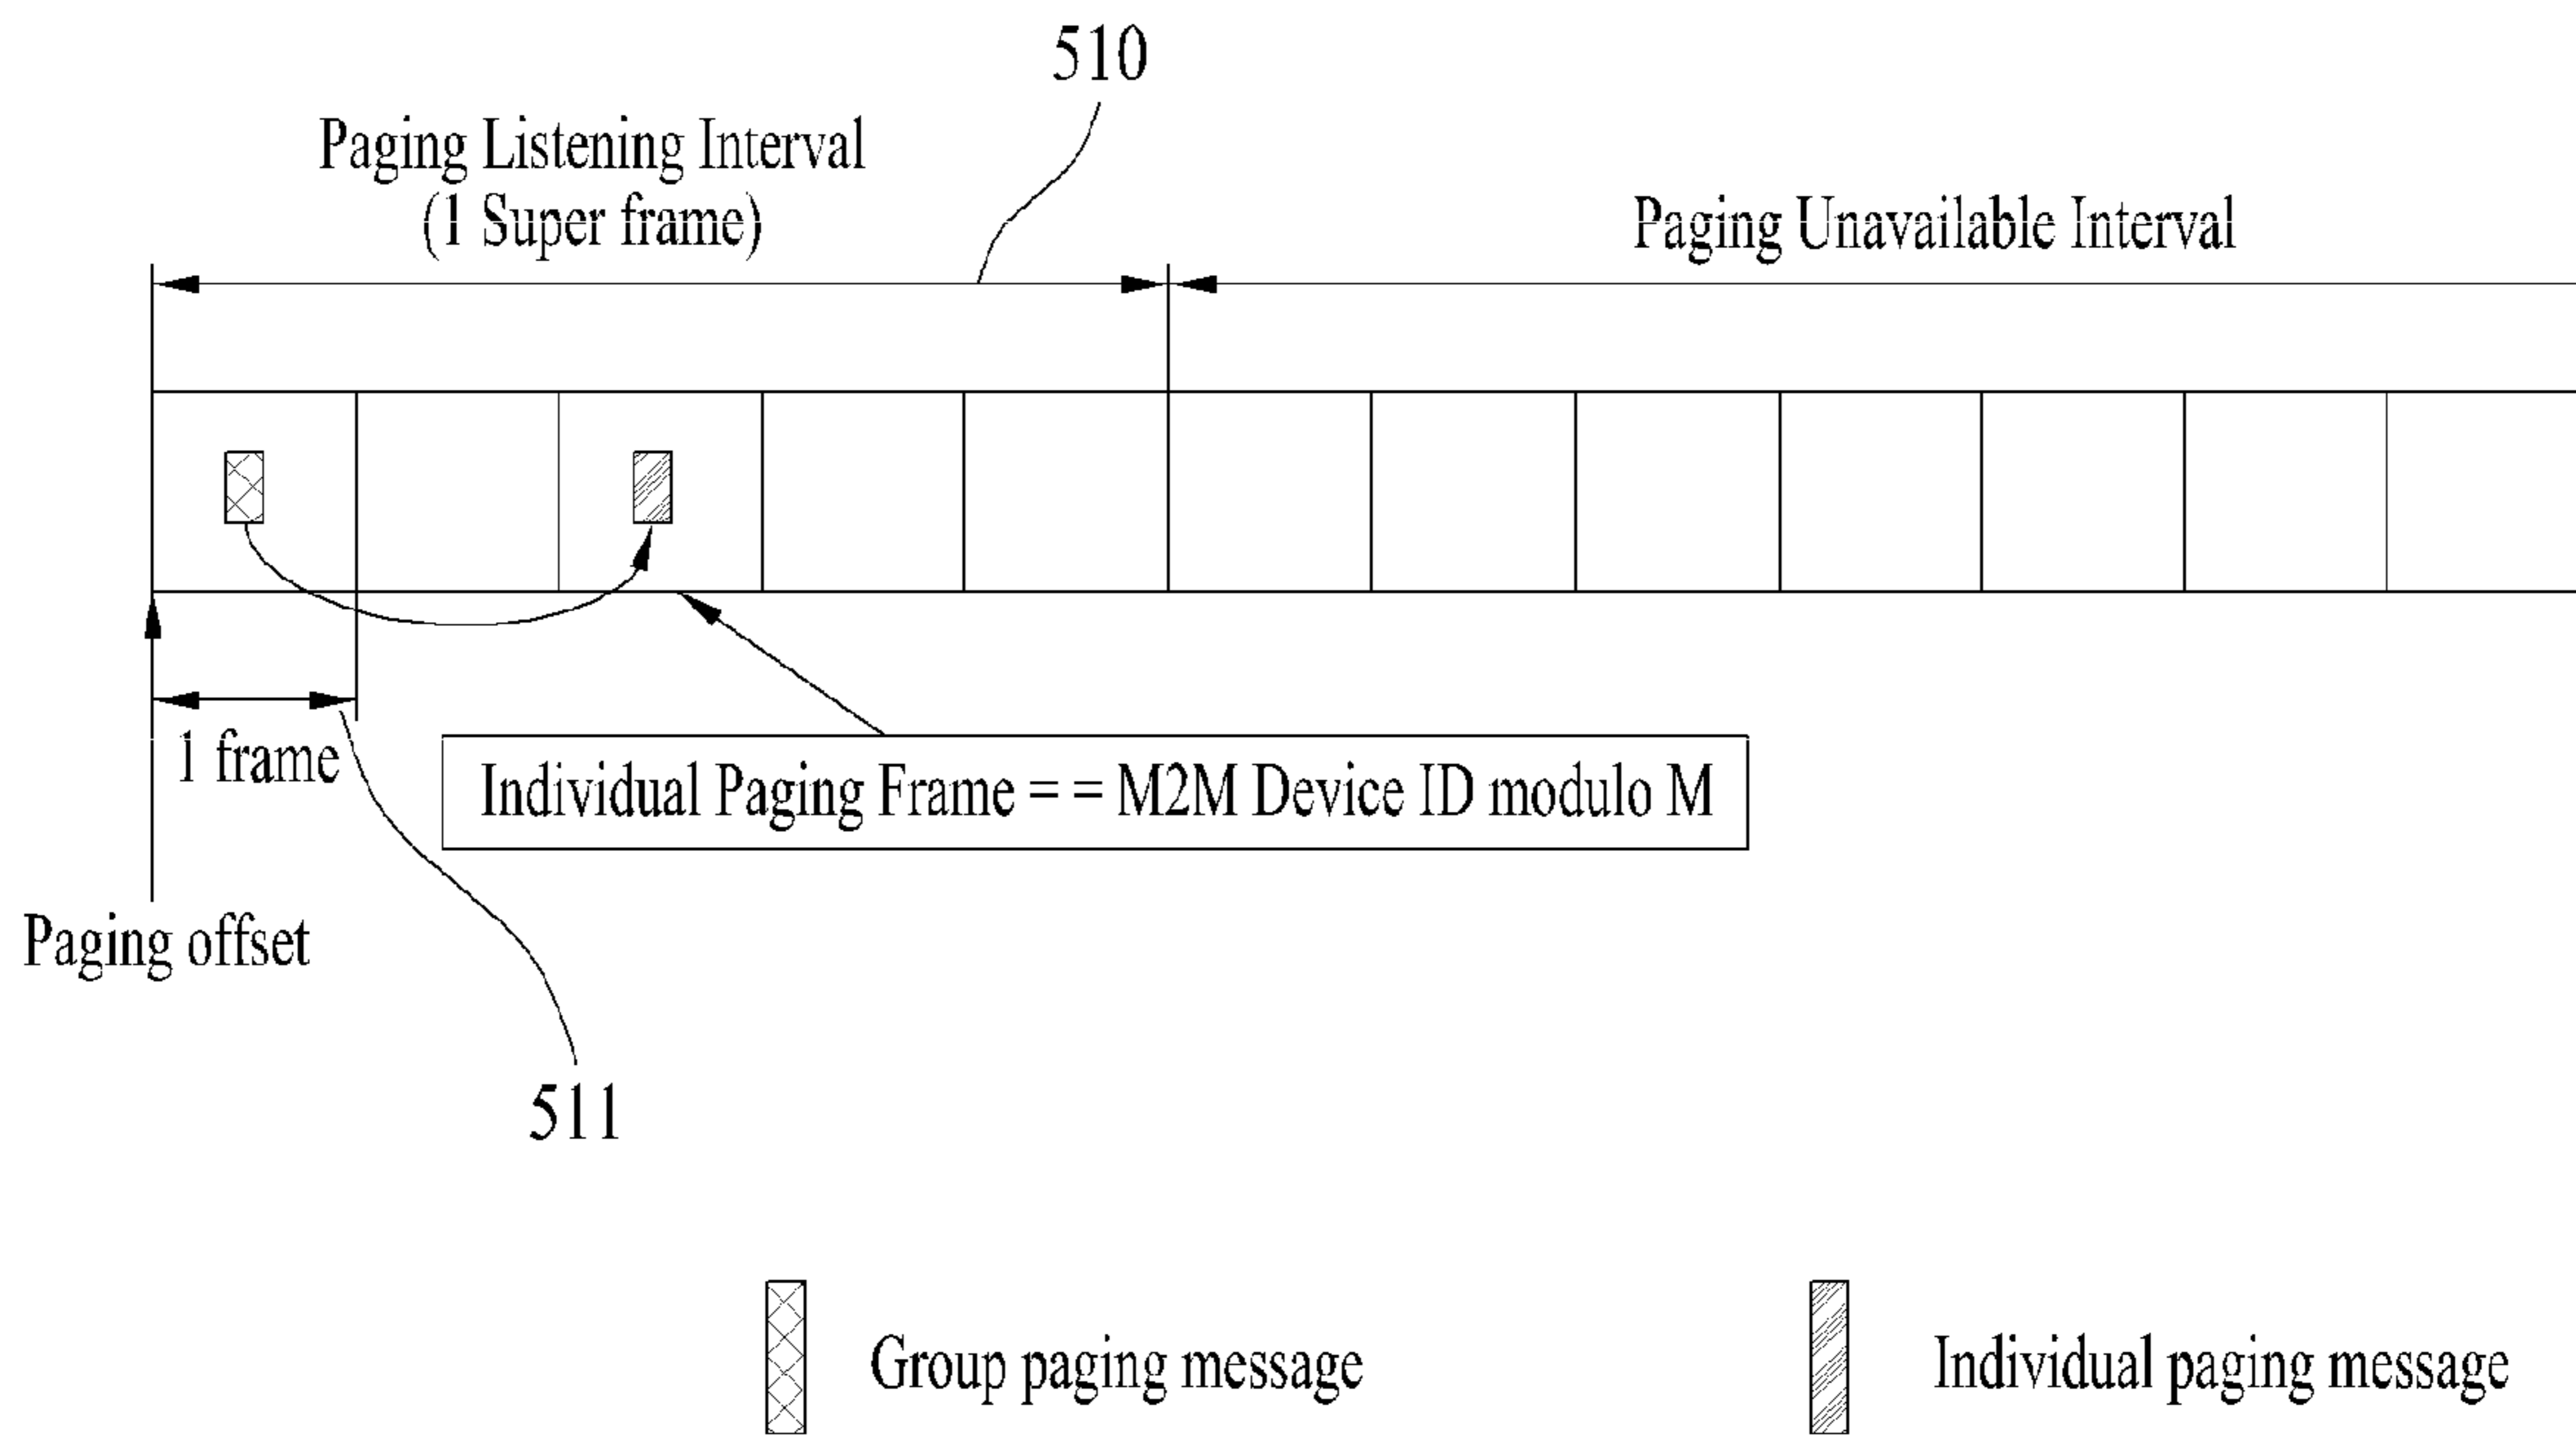 510
Paging Listening Interval
(1 Super frame)
Paging Unavailable Interval
1 frame
Individual Paging Frame = = M2M Device ID modulo M
Paging offset
511
Group paging message
Individual paging message